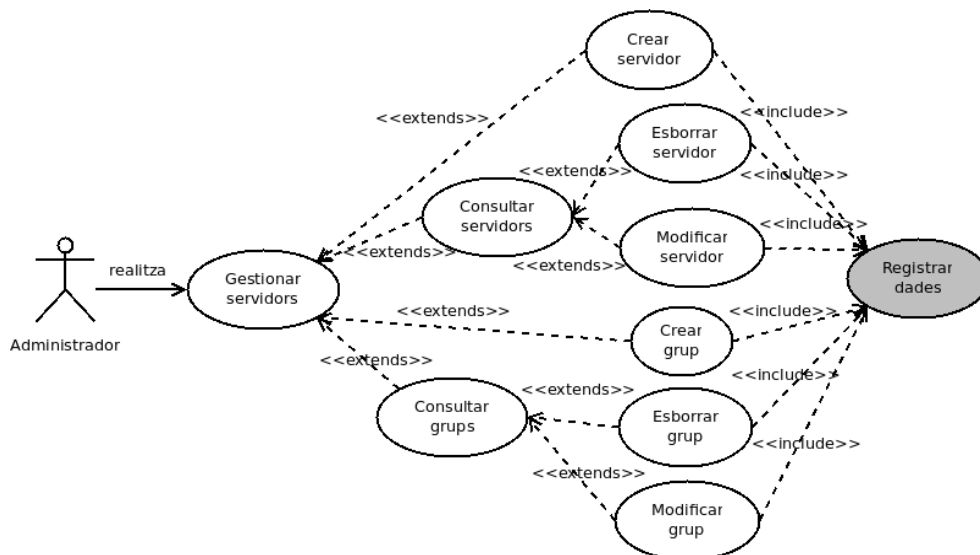 Crear
servidor
<<extends>>
<<include>>
Esborrar
servidor
<<extends>>
<<include>>
Consultar
servidors
<<extends>>
<<extends>>
Modificar
servidor
<<include>>
realitza
Administrador
Gestionar
servidors
Registrar
dades
<<extends>>
Crear
grup
<<include>>
<<extends>>
Consultar
grups
<<extends>>
Esborrar
grup
<<include>>
<<extends>>
Modificar
grup
<<include>>